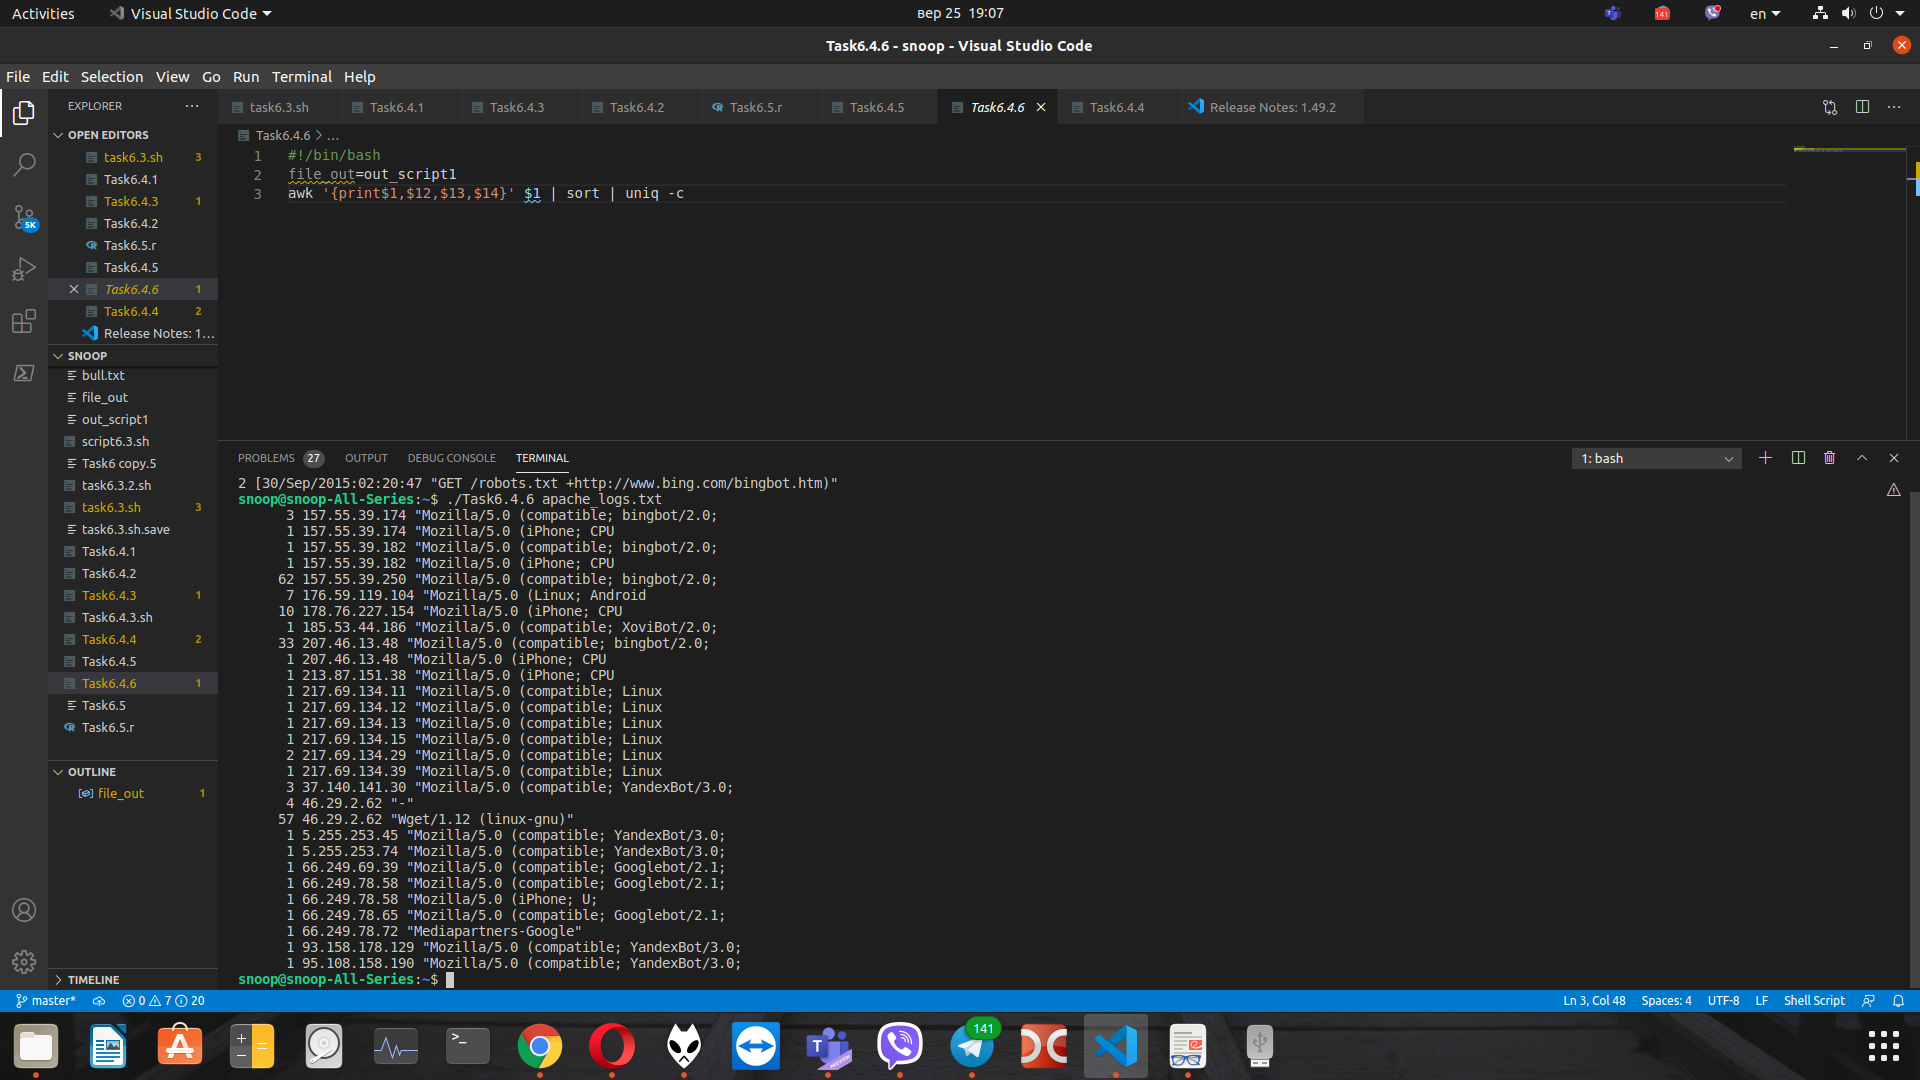 Activities Visual Studio Code вер 25 19:07 141 en
Task6.4.6 - snoop - Visual Studio Code
File Edit Selection View Go Run Terminal Help
EXPLORER ···
OPEN EDITORS
task6.3.sh 3
Task6.4.1
Task6.4.3 1
Task6.4.2
Task6.5.r
Task6.4.5
Task6.4.6 1
Task6.4.4 2
Release Notes: 1...
5K
SNOOP
bull.txt
file_out
out_script1
script6.3.sh
Task6 copy.5
task6.3.2.sh
task6.3.sh 3
task6.3.sh.save
Task6.4.1
Task6.4.2
Task6.4.3 1
Task6.4.3.sh
Task6.4.4 2
Task6.4.5
Task6.4.6 1
Task6.5
Task6.5.r
OUTLINE
file_out 1
TIMELINE
task6.3.sh Task6.4.1 Task6.4.3 Task6.4.2 Task6.5.r Task6.4.5 Task6.4.6 Task6.4.4 Release Notes: 1.49.2
Task6.4.6 > ...
1 #!/bin/bash
2 file_out=out_script1
3 awk '{print$1,$12,$13,$14}' $1 | sort | uniq -c
PROBLEMS 27 OUTPUT DEBUG CONSOLE TERMINAL 1: bash
2 [30/Sep/2015:02:20:47 "GET /robots.txt +http://www.bing.com/bingbot.htm)"
snoop@snoop-All-Series:~$ ./Task6.4.6 apache_logs.txt
3 157.55.39.174 "Mozilla/5.0 (compatible; bingbot/2.0;
1 157.55.39.174 "Mozilla/5.0 (iPhone; CPU
1 157.55.39.182 "Mozilla/5.0 (compatible; bingbot/2.0;
1 157.55.39.182 "Mozilla/5.0 (iPhone; CPU
62 157.55.39.250 "Mozilla/5.0 (compatible; bingbot/2.0;
7 176.59.119.104 "Mozilla/5.0 (Linux; Android
10 178.76.227.154 "Mozilla/5.0 (iPhone; CPU
1 185.53.44.186 "Mozilla/5.0 (compatible; XoviBot/2.0;
33 207.46.13.48 "Mozilla/5.0 (compatible; bingbot/2.0;
1 207.46.13.48 "Mozilla/5.0 (iPhone; CPU
1 213.87.151.38 "Mozilla/5.0 (iPhone; CPU
1 217.69.134.11 "Mozilla/5.0 (compatible; Linux
1 217.69.134.12 "Mozilla/5.0 (compatible; Linux
1 217.69.134.13 "Mozilla/5.0 (compatible; Linux
1 217.69.134.15 "Mozilla/5.0 (compatible; Linux
2 217.69.134.29 "Mozilla/5.0 (compatible; Linux
1 217.69.134.39 "Mozilla/5.0 (compatible; Linux
3 37.140.141.30 "Mozilla/5.0 (compatible; YandexBot/3.0;
4 46.29.2.62 "-"
57 46.29.2.62 "Wget/1.12 (linux-gnu)"
1 5.255.253.45 "Mozilla/5.0 (compatible; YandexBot/3.0;
1 5.255.253.74 "Mozilla/5.0 (compatible; YandexBot/3.0;
1 66.249.69.39 "Mozilla/5.0 (compatible; Googlebot/2.1;
1 66.249.78.58 "Mozilla/5.0 (compatible; Googlebot/2.1;
1 66.249.78.58 "Mozilla/5.0 (iPhone; U;
1 66.249.78.65 "Mozilla/5.0 (compatible; Googlebot/2.1;
1 66.249.78.72 "Mediapartners-Google"
1 93.158.178.129 "Mozilla/5.0 (compatible; YandexBot/3.0;
1 95.108.158.190 "Mozilla/5.0 (compatible; YandexBot/3.0;
snoop@snoop-All-Series:~$
master* 0 7 20 Ln 3, Col 48 Spaces: 4 UTF-8 LF Shell Script
141